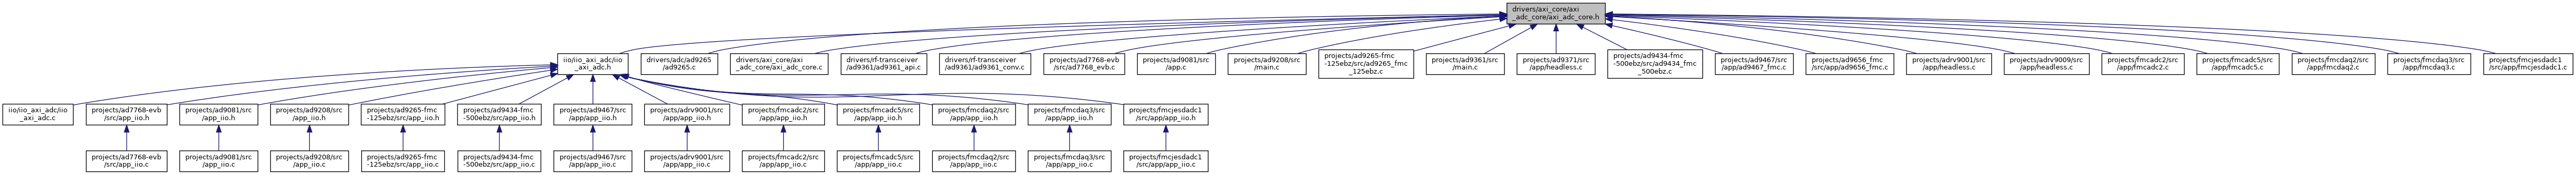 drivers/axi_core/axi
_adc_core/axi_adc_core.h
iio/iio_axi_adc/iio
_axi_adc.h
drivers/adc/ad9265
/ad9265.c
drivers/axi_core/axi
_adc_core/axi_adc_core.c
drivers/rf-transceiver
/ad9361/ad9361_api.c
drivers/rf-transceiver
/ad9361/ad9361_conv.c
projects/ad7768-evb
/src/ad7768_evb.c
projects/ad9081/src
/app.c
projects/ad9208/src
/main.c
projects/ad9265-fmc
-125ebz/src/ad9265_fmc
_125ebz.c
projects/ad9361/src
/main.c
projects/ad9371/src
/app/headless.c
projects/ad9434-fmc
-500ebz/src/ad9434_fmc
_500ebz.c
projects/ad9467/src
/app/ad9467_fmc.c
projects/ad9656_fmc
/src/app/ad9656_fmc.c
projects/adrv9001/src
/app/headless.c
projects/adrv9009/src
/app/headless.c
projects/fmcadc2/src
/app/fmcadc2.c
projects/fmcadc5/src
/app/fmcadc5.c
projects/fmcdaq2/src
/app/fmcdaq2.c
projects/fmcdaq3/src
/app/fmcdaq3.c
projects/fmcjesdadc1
/src/app/fmcjesdadc1.c
iio/iio_axi_adc/iio
_axi_adc.c
projects/ad7768-evb
/src/app_iio.h
projects/ad9081/src
/app_iio.h
projects/ad9208/src
/app_iio.h
projects/ad9265-fmc
-125ebz/src/app_iio.h
projects/ad9434-fmc
-500ebz/src/app_iio.h
projects/ad9467/src
/app/app_iio.h
projects/adrv9001/src
/app/app_iio.h
projects/fmcadc2/src
/app/app_iio.h
projects/fmcadc5/src
/app/app_iio.h
projects/fmcdaq2/src
/app/app_iio.h
projects/fmcdaq3/src
/app/app_iio.h
projects/fmcjesdadc1
/src/app/app_iio.h
projects/ad7768-evb
/src/app_iio.c
projects/ad9081/src
/app_iio.c
projects/ad9208/src
/app_iio.c
projects/ad9265-fmc
-125ebz/src/app_iio.c
projects/ad9434-fmc
-500ebz/src/app_iio.c
projects/ad9467/src
/app/app_iio.c
projects/adrv9001/src
/app/app_iio.c
projects/fmcadc2/src
/app/app_iio.c
projects/fmcadc5/src
/app/app_iio.c
projects/fmcdaq2/src
/app/app_iio.c
projects/fmcdaq3/src
/app/app_iio.c
projects/fmcjesdadc1
/src/app/app_iio.c